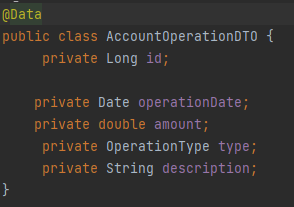 @Data
public class AccountOperationDTO {
private Long id;
private Date operationDate;
private double amount;
private OperationType type;
private String description;
}